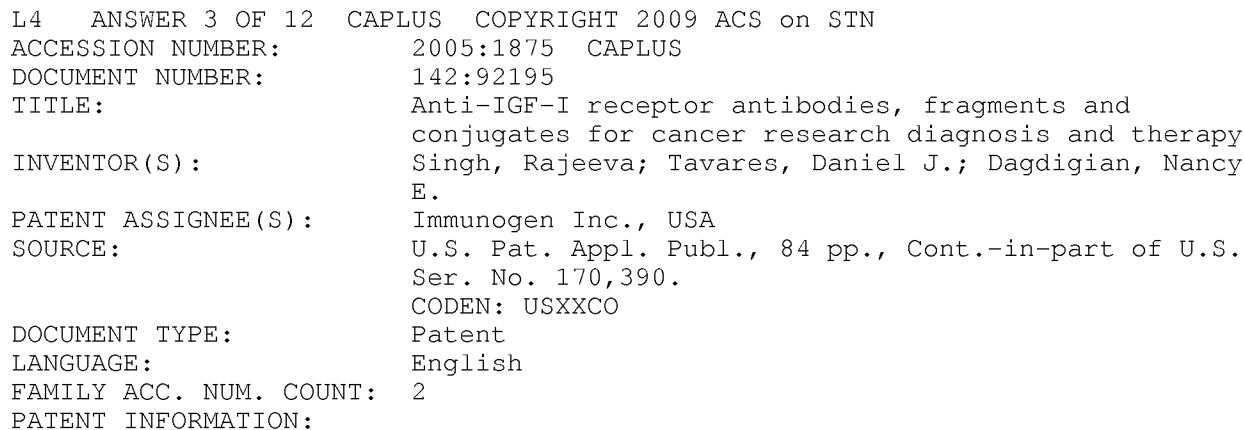 L4 ANSWER 3 OF 12 CAPLUS COPYRIGHT 2009 ACS on STN
ACCESSION NUMBER: 2005:1875 CAPLUS
DOCUMENT NUMBER: 142:92195
TITLE: Anti-IGF-I receptor antibodies, fragments and
conjugates for cancer research diagnosis and therapy
INVENTOR(S): Singh, Rajeeva; Tavares, Daniel J.; Dagdigian, Nancy
E.
PATENT ASSIGNEE(S): Immunogen Inc., USA
SOURCE: U.S. Pat. Appl. Publ., 84 pp., Cont.-in-part of U.S.
Ser. No. 170,390.
CODEN: USXXCO
DOCUMENT TYPE: Patent
LANGUAGE: English
FAMILY ACC. NUM. COUNT: 2
PATENT INFORMATION: